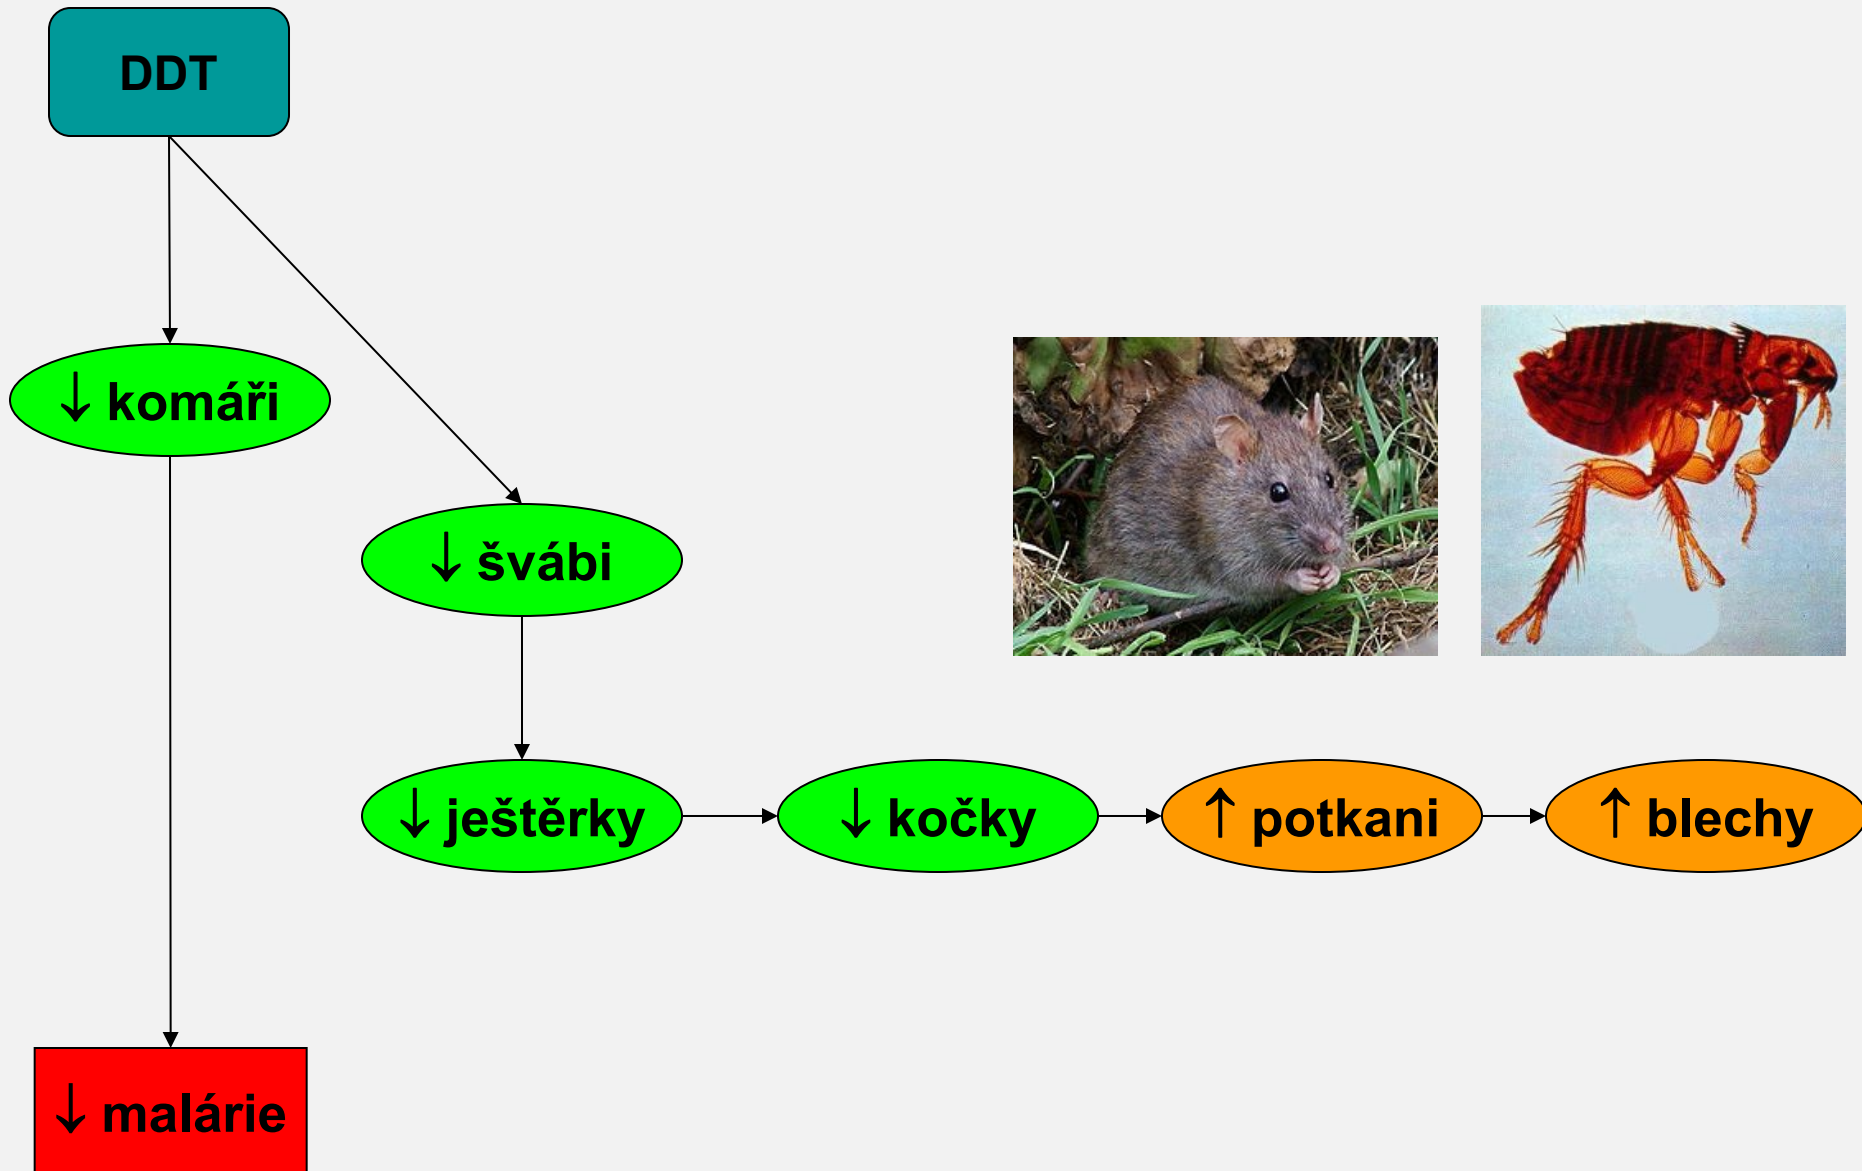 DDT
↓ komáři
↓ švábi
↓ ještěrky
↓ kočky
↑ potkani
↑ blechy
↓ malárie